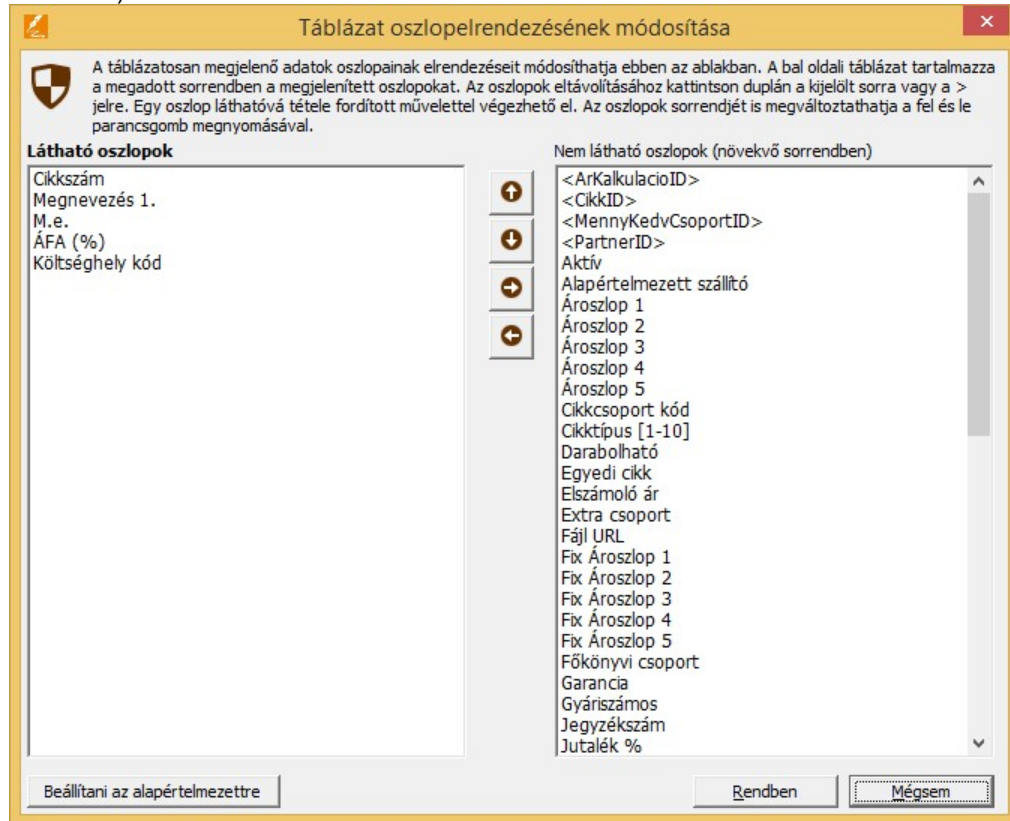 Táblázat oszlopelrendezésének módosítása
A táblázatosan megjelenő adatok oszlopainak elrendezéseit módosíthatja ebben az ablakban. A bal oldali táblázat tartalmazza
a megadott sorrendben a megjelenített oszlopokat. Az oszlopok eltávolításához kattintson duplán a kijelölt sorra vagy a >
jelre. Egy oszlop láthatóvá tétele fordított művelettel végezhető el. Az oszlopok sorrendjét is megváltoztathatja a fel és le
parancsgomb megnyomásával.
Látható oszlopok
Cikkszám
Megnevezés 1.
M.e.
ÁFA (%)
Költséghely kód
Nem látható oszlopok (növekvő sorrendben)
<ArKalkulacioID>
<CikkID>
<MennyKedvCsoportID>
<PartnerID>
Aktív
Alapértelmezett szállító
Ároszlop 1
Ároszlop 2
Ároszlop 3
Ároszlop 4
Ároszlop 5
Cikkcsoport kód
Cikktípus [1-10]
Darabolható
Egyedi cikk
Elszámoló ár
Extra csoport
Fájl URL
Fix Ároszlop 1
Fix Ároszlop 2
Fix Ároszlop 3
Fix Ároszlop 4
Fix Ároszlop 5
Főkönyvi csoport
Garancia
Gyáriszámos
Jegyzékszám
Jutalék %
Beállítani az alapértelmezettre
Rendben
Mégsem